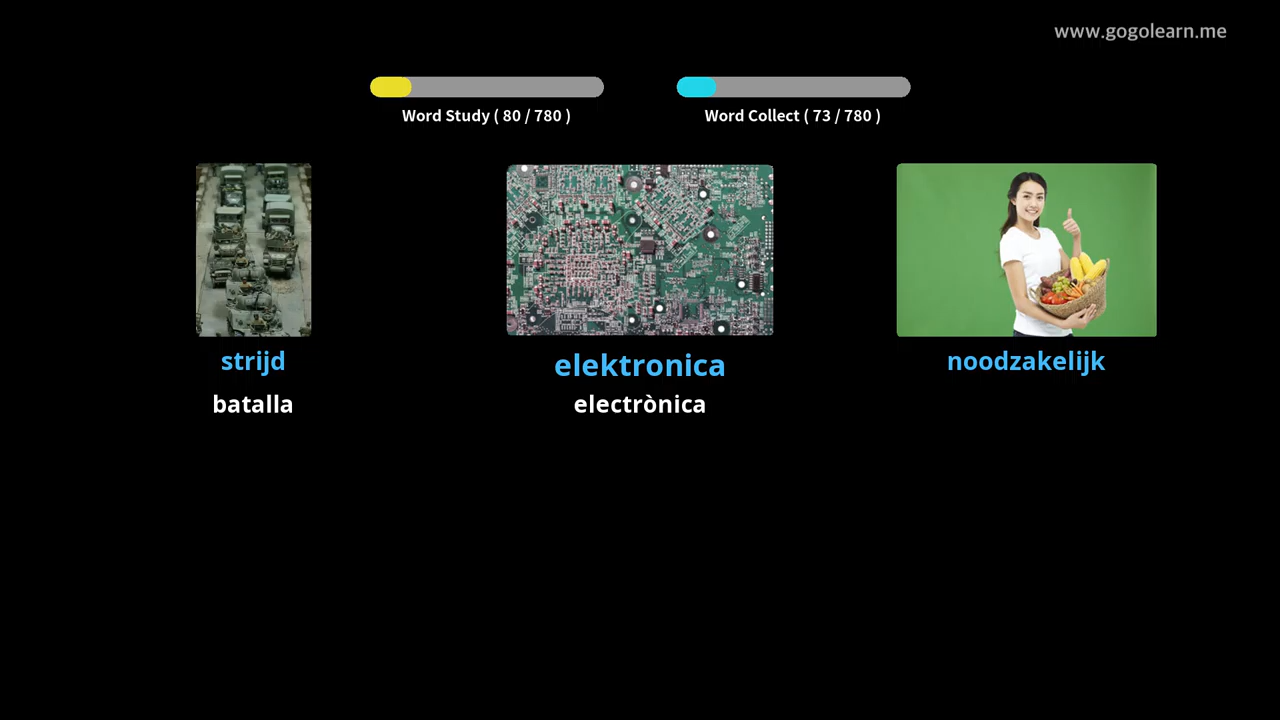 www.gogolearn.me
Word Study ( 80 / 780 )
Word Collect ( 73 / 780 )
strijd
elektronica
noodzakelijk
batalla
electrònica